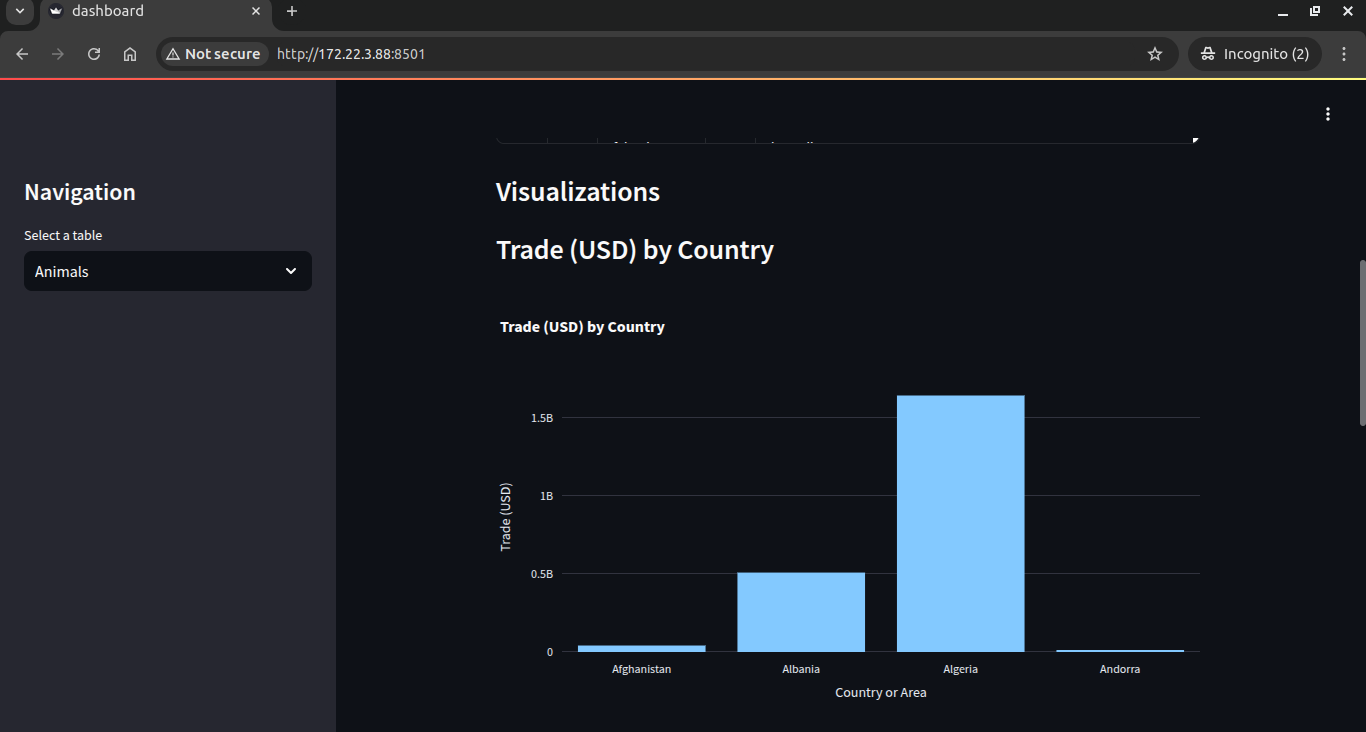 dashboard
Not secure
http://172.22.3.88:8501
Incognito (2)
Navigation
Select a table
Animals
Visualizations
Trade (USD) by Country
Trade (USD) by Country
Trade (USD)
1.5B
1B
0.5B
0
Afghanistan
Albania
Algeria
Andorra
Country or Area